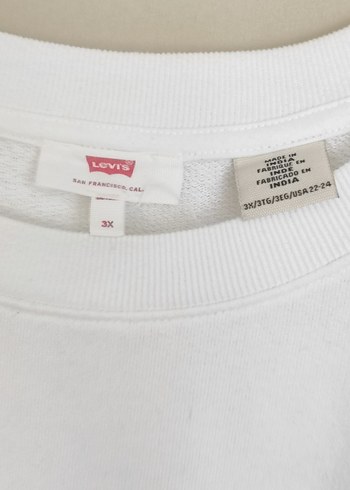 Levi's
SAN FRANCISCO, CAL.
3X
MADE IN
INDIA
FABRIQUE EN
INDE
FABRICADO EN
INDIA
3X/3TG/3EG/USA 22-24